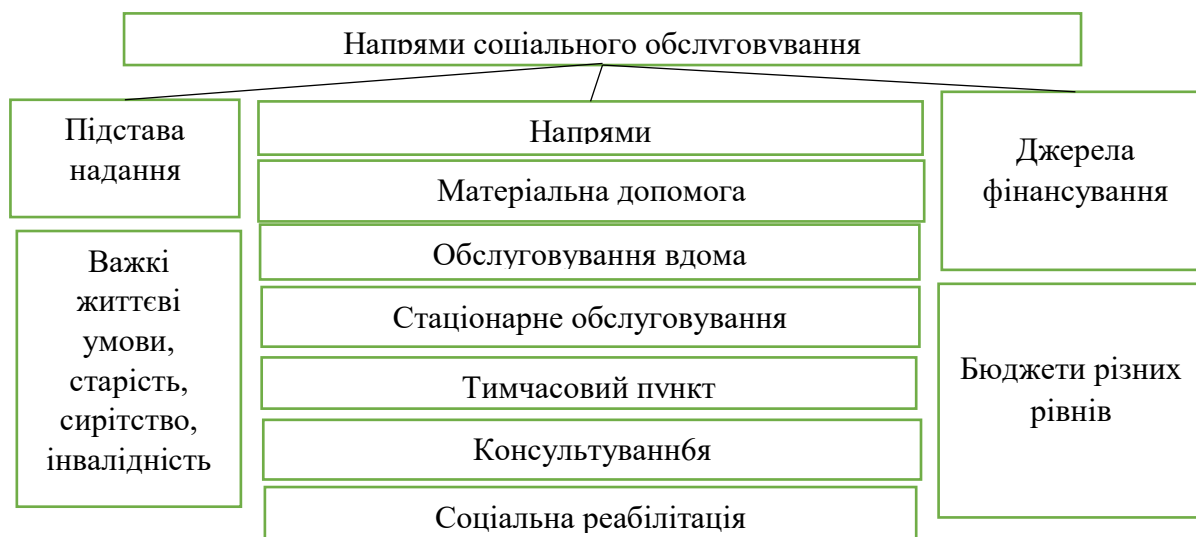 Напрями соціального обслуговування
Підстава
надання
Важкі
життєві
умови,
старість,
сирітство,
інвалідність
Напрями
Матеріальна допомога
Обслуговування вдома
Стаціонарне обслуговування
Тимчасовий пункт
Консультуванн6я
Соціальна реабілітація
Джерела
фінансування
Бюджети різних
рівнів